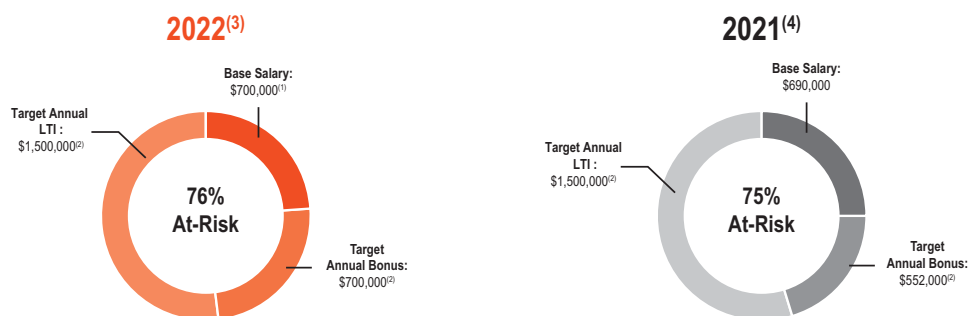 2022(3)
Base Salary:
$700,000(1)
Target Annual
LTI :
$1,500,000(2)
76%
At-Risk
Target
Annual Bonus:
$700,000(2)
2021(4)
Base Salary:
$690,000
Target Annual
LTI :
$1,500,000(2)
75%
At-Risk
Target
Annual Bonus:
$552,000(2)